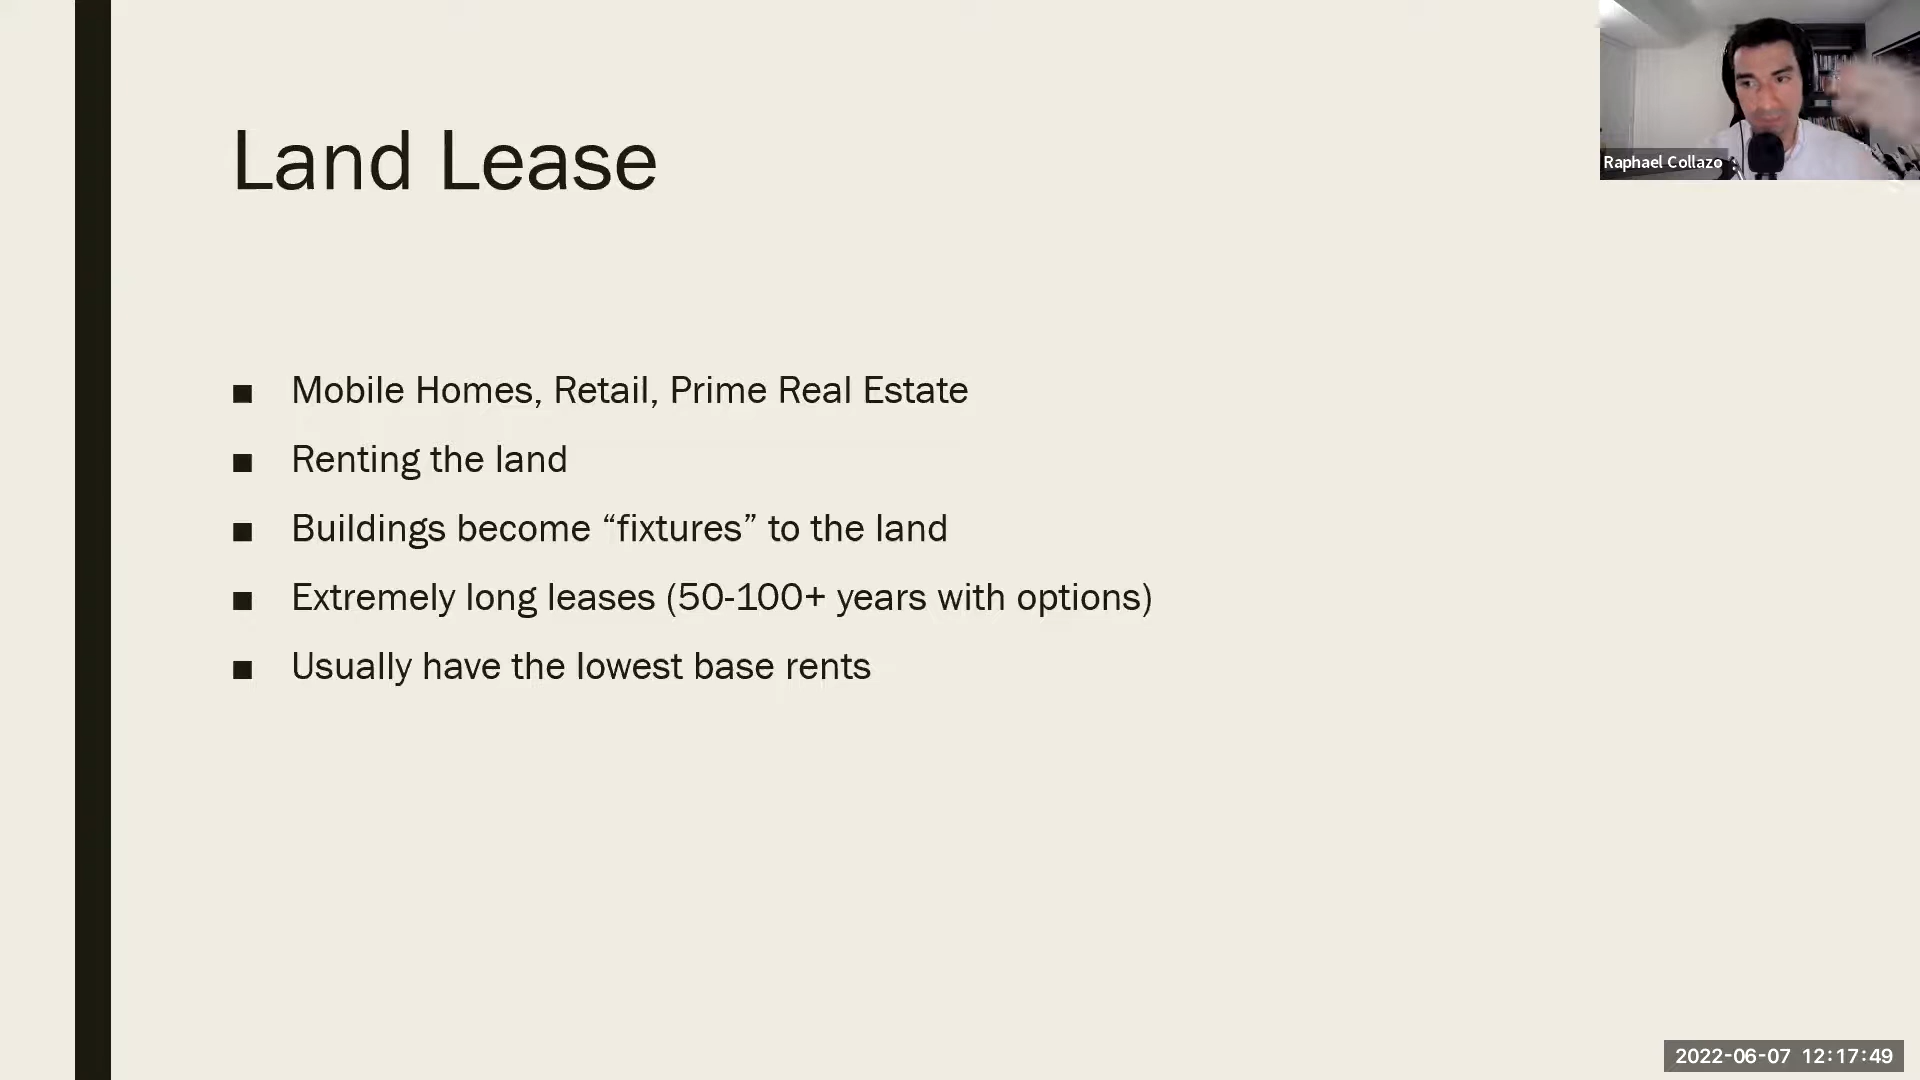 Land Lease
Raphael Collazo
■ Mobile Homes, Retail, Prime Real Estate
■ Renting the land
■ Buildings become “fixtures” to the land
■ Extremely long leases (50-100+ years with options)
■ Usually have the lowest base rents
2022-06-07 12:17:49